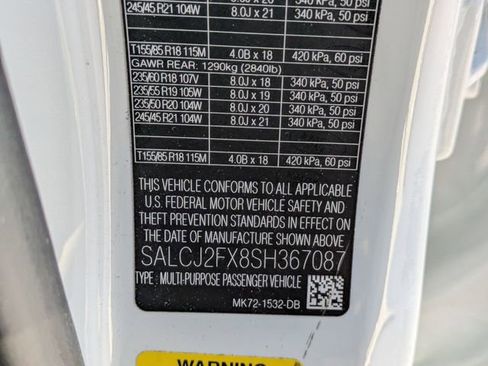 245/45 R21 104W 8.0J x 21 340 kPa, 50 psi
T155/85 R18 115M 4.0B x 18 420 kPa, 60 psi
GAWR REAR: 1290kg (2840lb)
235/60 R18 107V 8.0J x 18 340 kPa, 50 psi
235/55 R19 105W 8.0J x 19 340 kPa, 50 psi
235/50 R20 104W 8.0J x 20 340 kPa, 50 psi
245/45 R21 104W 8.0J x 21 340 kPa, 50 psi
T155/85 R18 115M 4.0B x 18 420 kPa, 60 psi
THIS VEHICLE CONFORMS TO ALL APPLICABLE
U.S. FEDERAL MOTOR VEHICLE SAFETY AND
THEFT PREVENTION STANDARDS IN EFFECT ON
THE DATE OF MANUFACTURE SHOWN ABOVE.
SALCJ2FX8SH367087
TYPE : MULTI-PURPOSE PASSENGER VEHICLE
MK72-1532-DB
WARNING